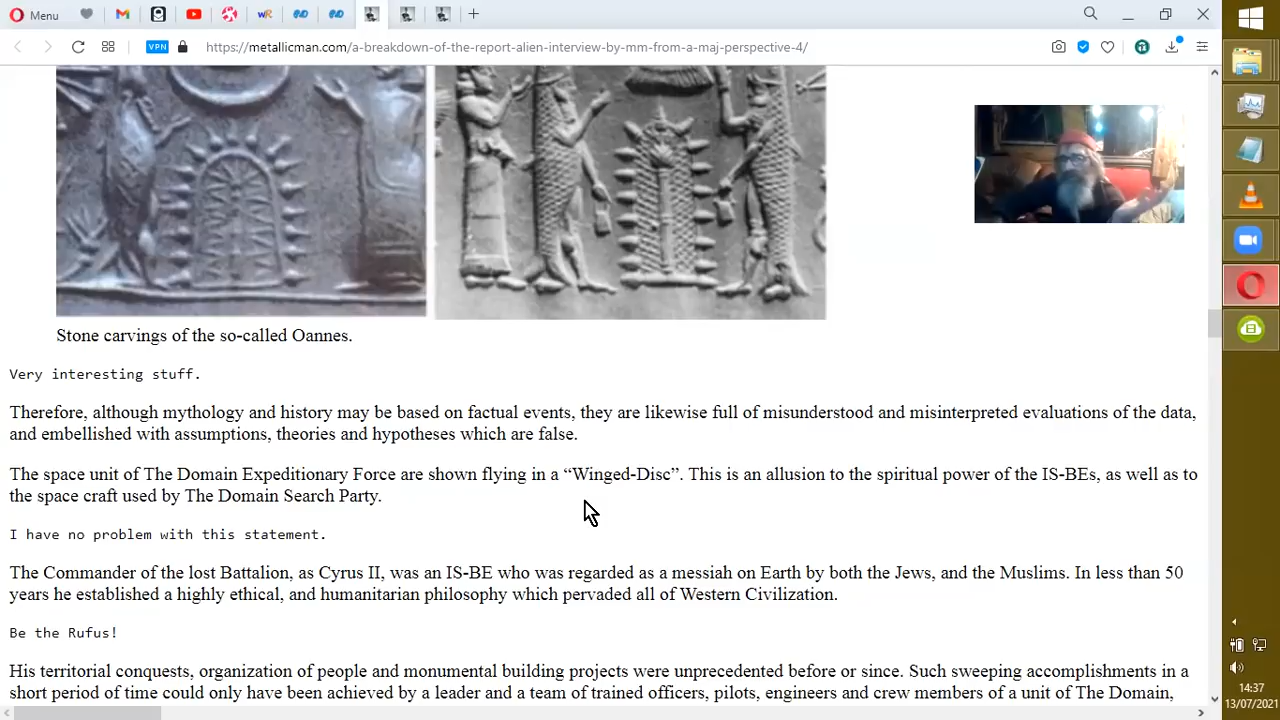 Menu
VPN
https://metallicman.com/a-breakdown-of-the-report-alien-interview-by-mm-from-a-maj-perspective-4/
Stone carvings of the so-called Oannes.
Very interesting stuff.
Therefore, although mythology and history may be based on factual events, they are likewise full of misunderstood and misinterpreted evaluations of the data,
and embellished with assumptions, theories and hypotheses which are false.
The space unit of The Domain Expeditionary Force are shown flying in a “Winged-Disc”. This is an allusion to the spiritual power of the IS-BEs, as well as to
the space craft used by The Domain Search Party.
I have no problem with this statement.
The Commander of the lost Battalion, as Cyrus II, was an IS-BE who was regarded as a messiah on Earth by both the Jews, and the Muslims. In less than 50
years he established a highly ethical, and humanitarian philosophy which pervaded all of Western Civilization.
Be the Rufus!
His territorial conquests, organization of people and monumental building projects were unprecedented before or since. Such sweeping accomplishments in a
short period of time could only have been achieved by a leader and a team of trained officers, pilots, engineers and crew members of a unit of The Domain,
14:37
13/07/2021